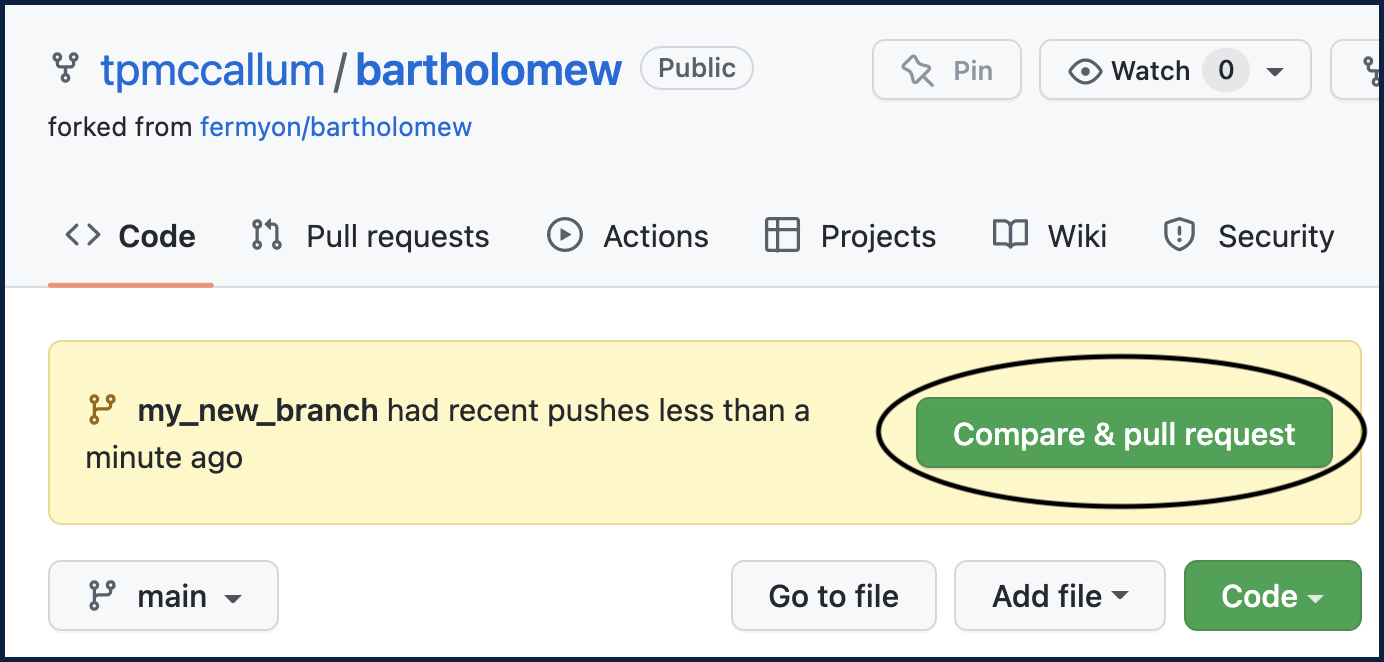 tpmccallum / bartholomew Public Pin Watch 0
forked from fermyon/bartholomew
Code Pull requests Actions Projects Wiki Security
my_new_branch had recent pushes less than a
minute ago
Compare & pull request
main Go to file Add file Code